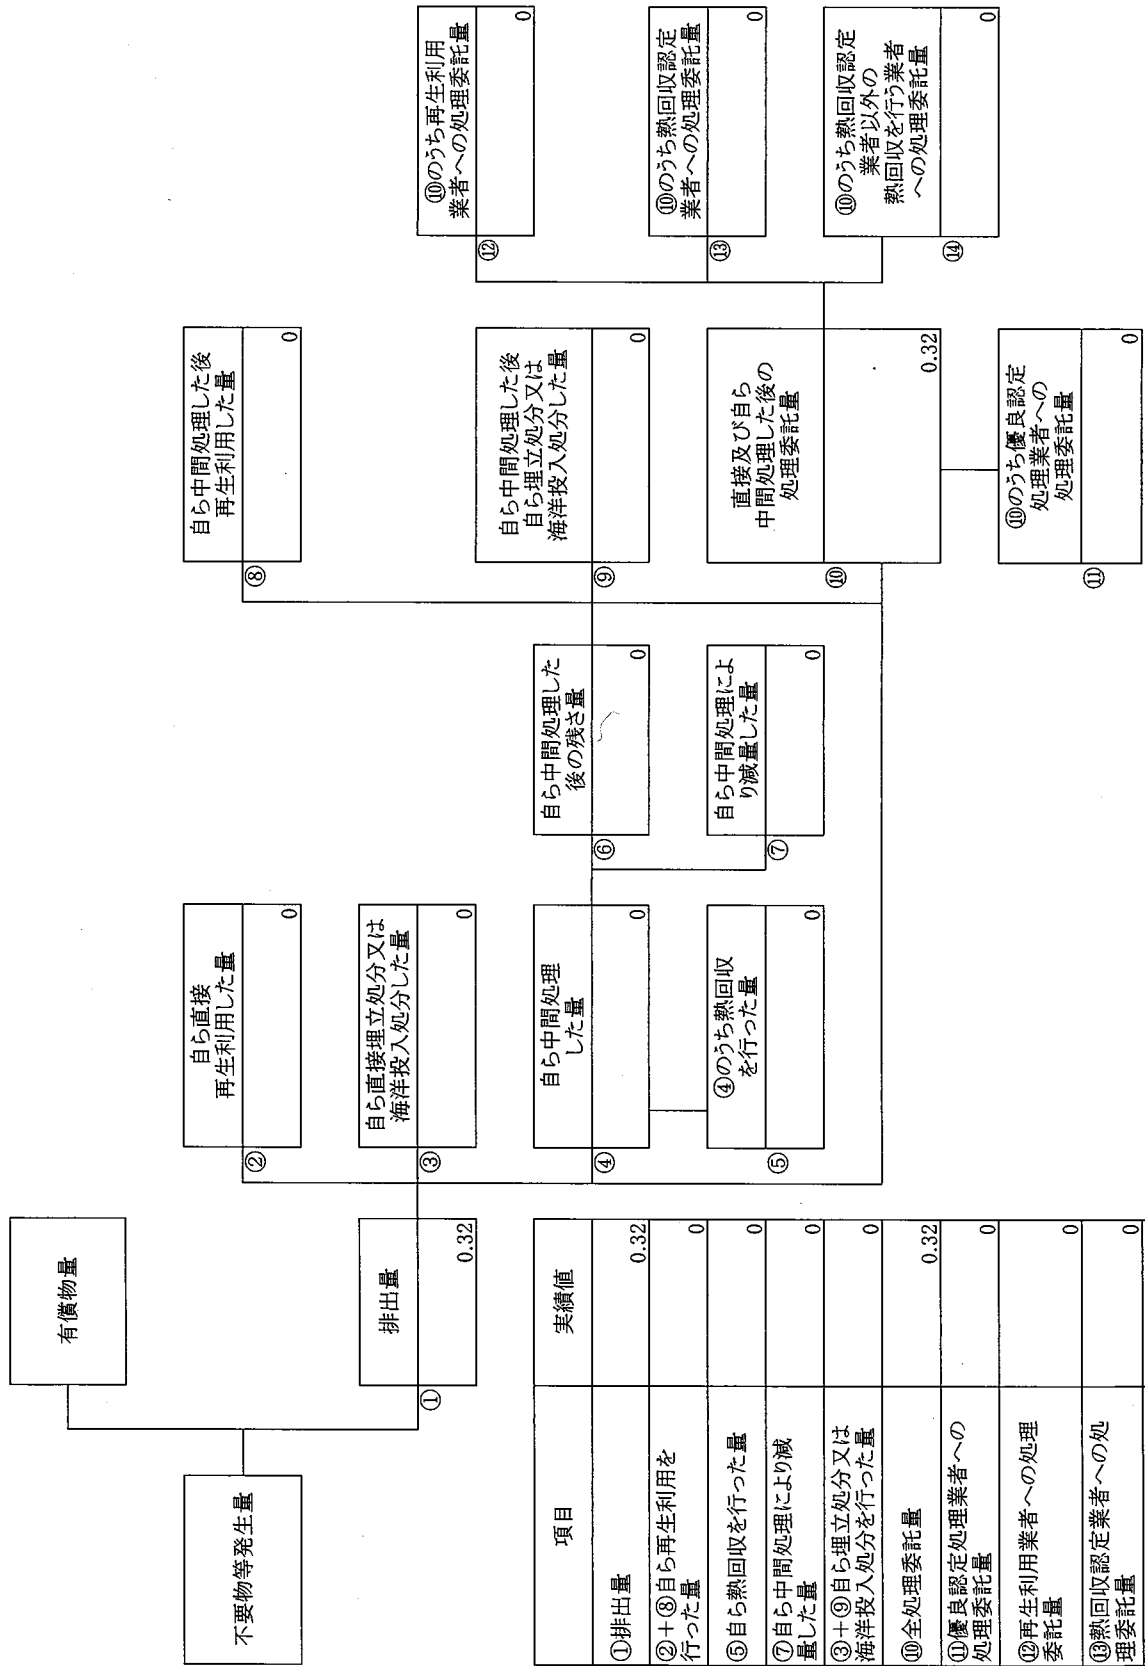 不要物等発生量
有償物量
①
排出量
0.32
②
自ら直接
再生利用した量
0
③
自ら直接埋立処分又は
海洋投入処分した量
0
④
自ら中間処理
した量
0
⑤
④のうち熱回収
を行った量
0
⑥
自ら中間処理した
後の残さ量
0
⑦
自ら中間処理によ
り減量した量
0
⑧
自ら中間処理した後
再生利用した量
0
⑨
自ら中間処理した後
自ら埋立処分又は
海洋投入処分した量
0
⑩
直接及び自ら
中間処理した後の
処理委託量
0.32
⑪
⑩のうち優良認定
処理業者への
処理委託量
0
⑫
⑩のうち再生利用
業者への処理委託量
0
⑬
⑩のうち熱回収認定
業者への処理委託量
0
⑭
⑩のうち熱回収認定
業者以外の
熱回収を行う業者
への処理委託量
0
項目 実績値
①排出量 0.32
②+⑧自ら再生利用を
行った量 0
⑤自ら熱回収を行った量 0
⑦自ら中間処理により減
量した量 0
③+⑨自ら埋立処分又は
海洋投入処分を行った量 0
⑩全処理委託量 0.32
⑪優良認定処理業者への
処理委託量 0
⑫再生利用業者への処理
委託量 0
⑬熱回収認定業者への処
理委託量 0